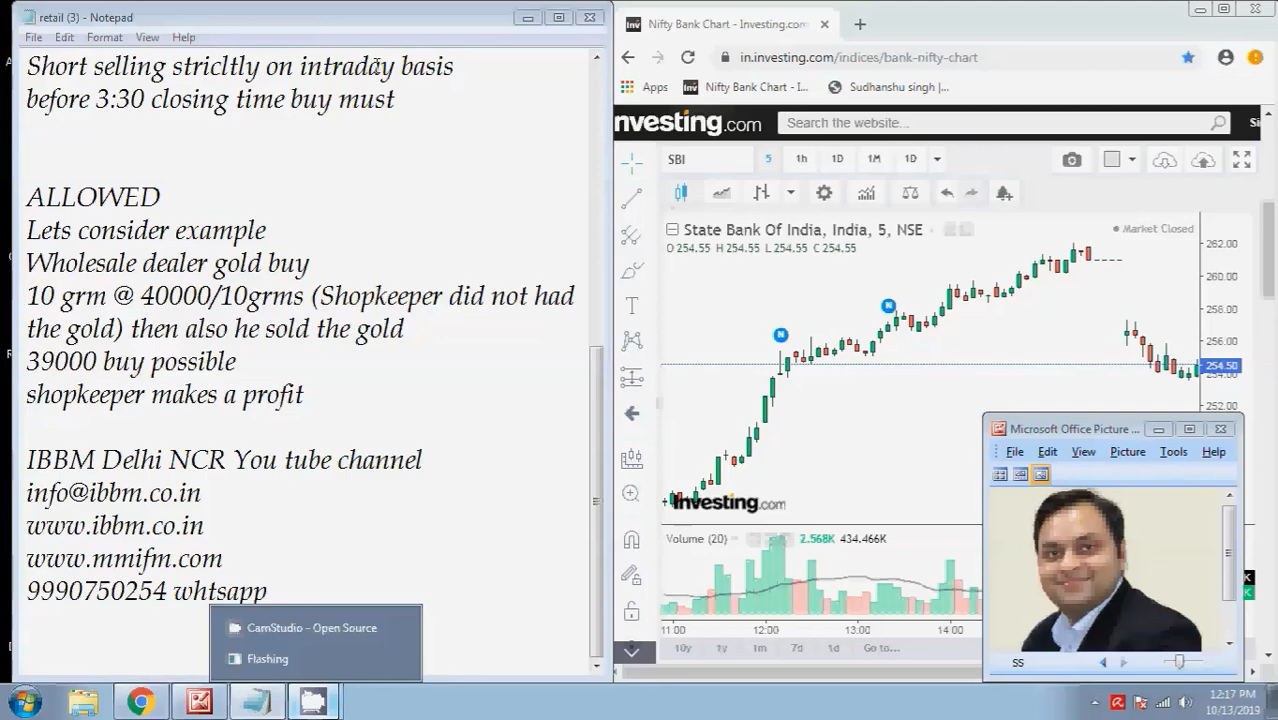 retail (3) - Notepad
File Edit Format View Help
Short selling stricltly on intraday basis
before 3:30 closing time buy must
ALLOWED
Lets consider example
Wholesale dealer gold buy
10 grm @ 40000/10grms (Shopkeeper did not had
the gold) then also he sold the gold
39000 buy possible
shopkeeper makes a profit
IBBM Delhi NCR You tube channel
info@ibbm.co.in
www.ibbm.co.in
www.mmifm.com
9990750254 whtsapp
CamStudio - Open Source
Flashing
Nifty Bank Chart - Investing.com
in.investing.com/indices/bank-nifty-chart
Apps Nifty Bank Chart - I... Sudhanshu singh |...
nvesting.com Search the website... Si
SBI 5 1h 1D 1M 1D
State Bank Of India, India, 5, NSE
Market Closed
O 254.55 H 254.55 L 254.55 C 254.55
262.00
260.00
258.00
256.00
254.50
254.00
252.00
N
N
Investing.com
Volume (20) 2.568K 434.466K
K
K
11:00 12:00 13:00 14:00
10y 1y 1m 7d 1d Go to...
Microsoft Office Picture ...
File Edit View Picture Tools Help
SS
12:17 PM
10/13/2019